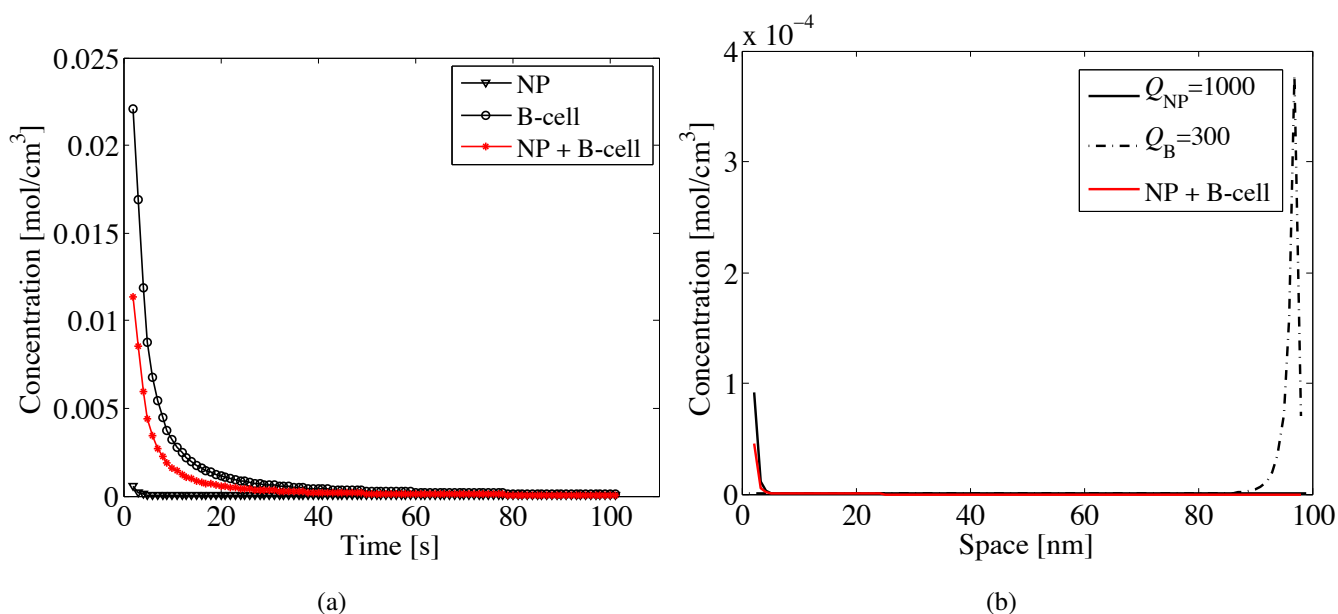 0.025
0.02
0.015
0.01
0.005
0
0
20
40
60
80
100
Concentration [mol/cm³]
Time [s]
NP
B-cell
NP + B-cell
(a)
x 10⁻⁴
4
3
2
1
0
0
20
40
60
80
100
Concentration [mol/cm³]
Space [nm]
Q_NP=1000
Q_B=300
NP + B-cell
(b)